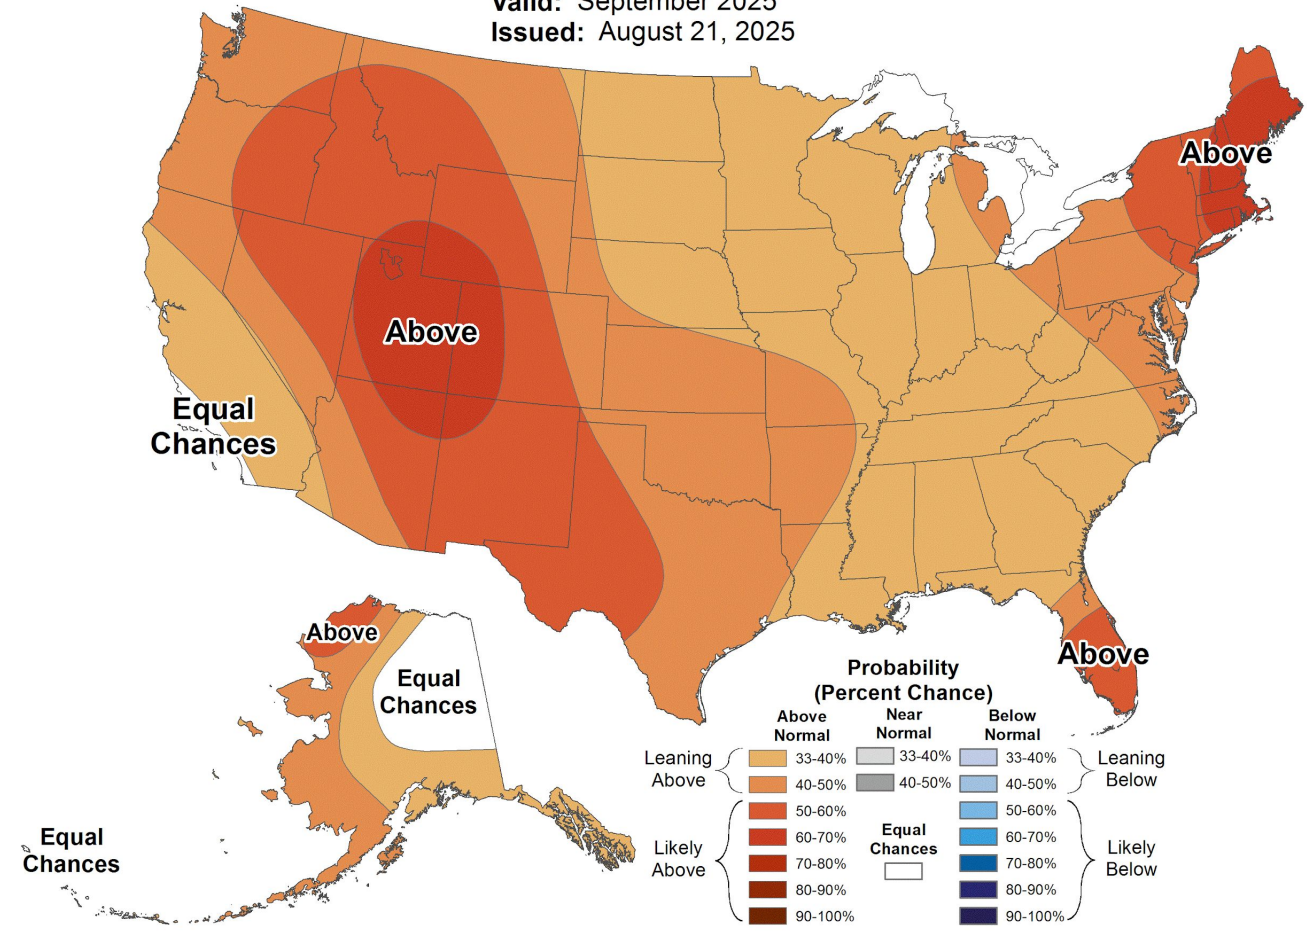 Valid: September 2025
Issued: August 21, 2025
Above
Above
Equal
Chances
Above
Above
Equal
Chances
Equal
Chances
Probability
(Percent Chance)
Above
Normal
Near
Normal
Below
Normal
Leaning
Above
33-40%
40-50%
33-40%
40-50%
33-40%
40-50%
Leaning
Below
Likely
Above
50-60%
60-70%
70-80%
80-90%
90-100%
Equal
Chances
50-60%
60-70%
70-80%
80-90%
90-100%
Likely
Below